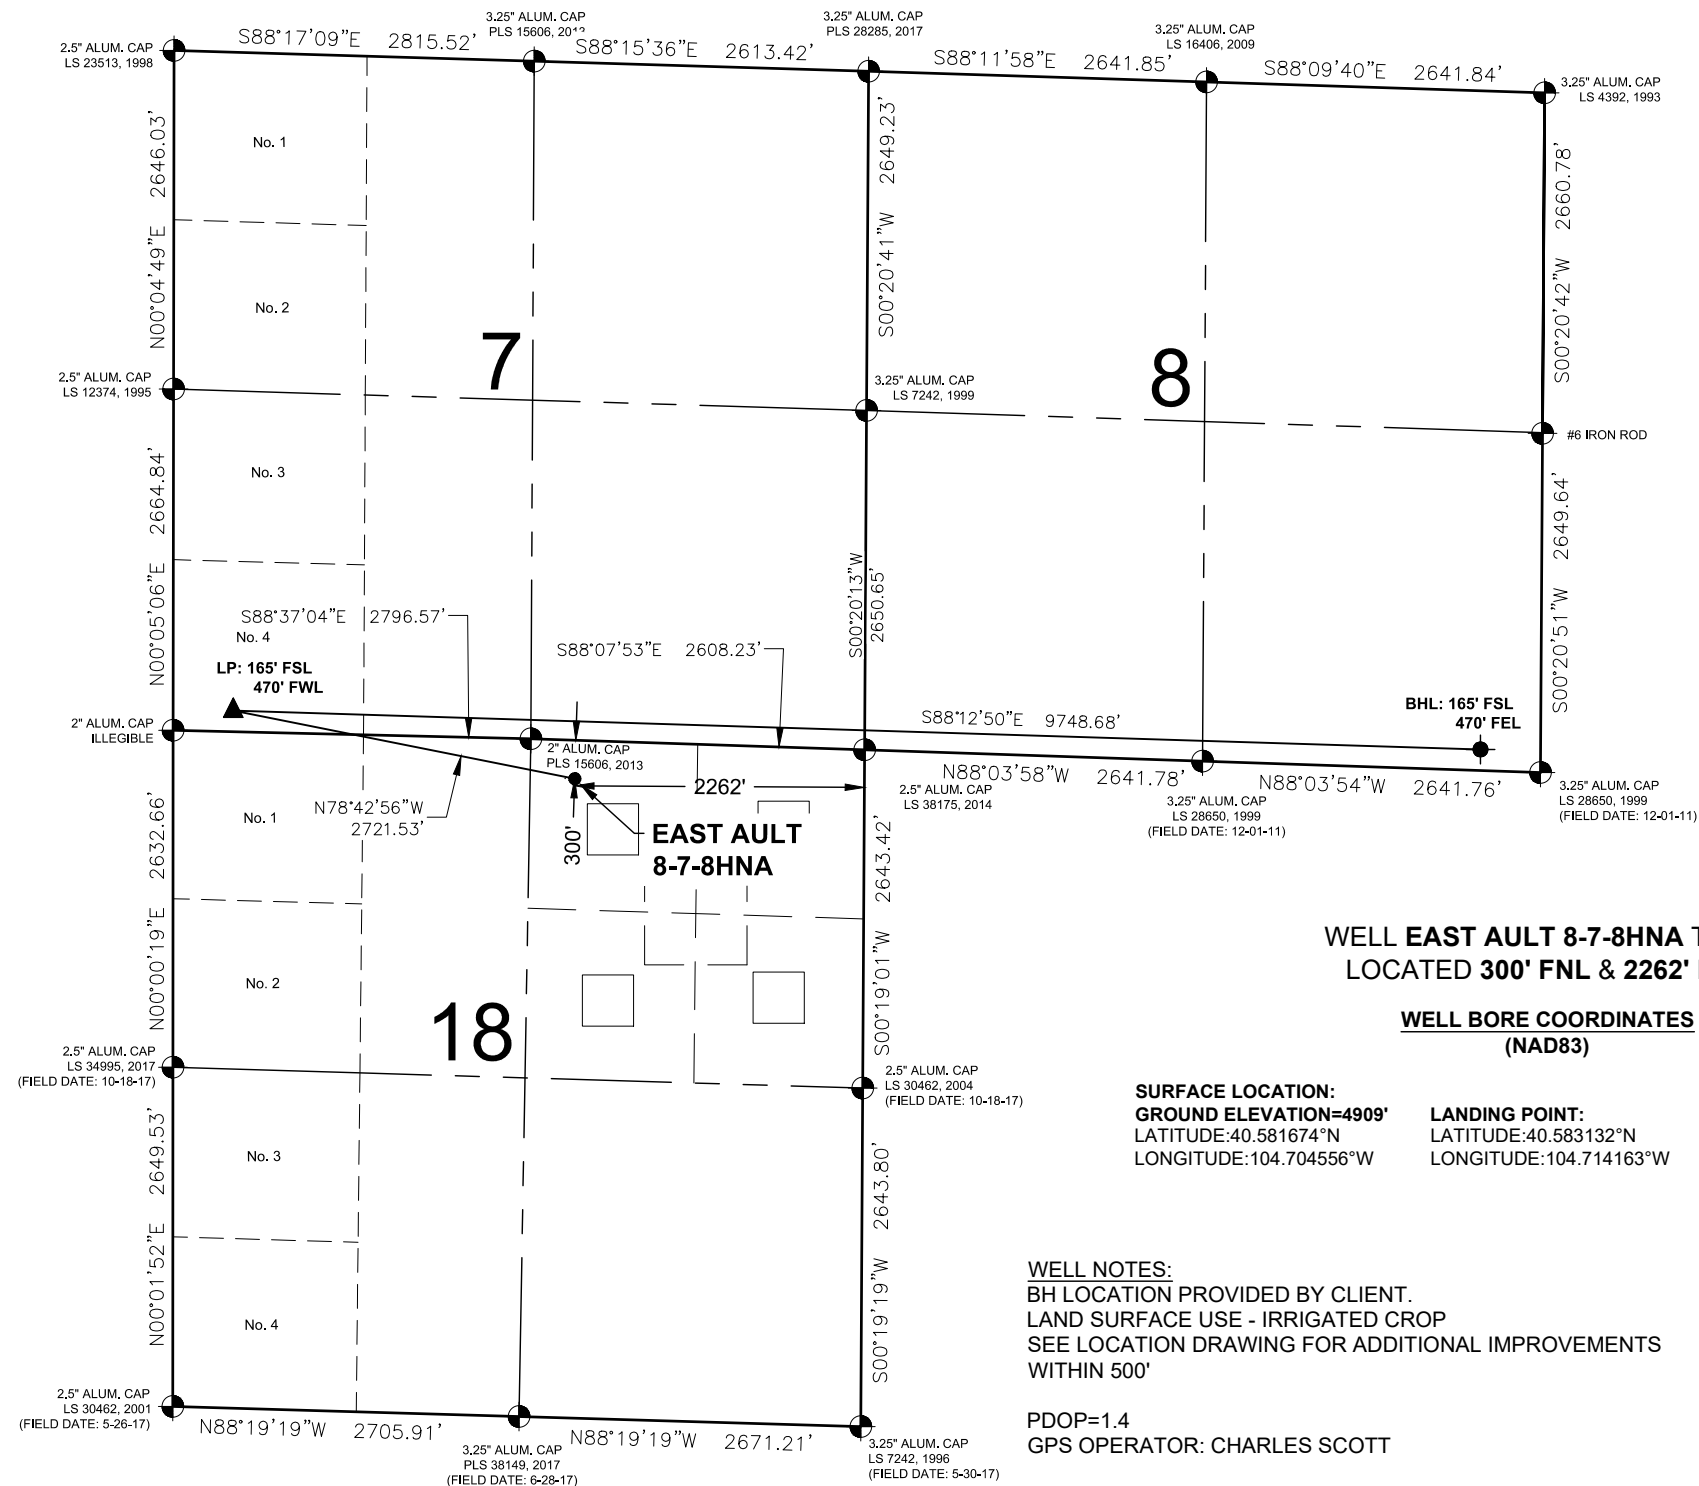 2.5" ALUM. CAP
LS 23513, 1998
S88°17'09"E 2815.52'
3.25" ALUM. CAP
PLS 15606,
S88°15'36"E 2613.42'
3.25" ALUM. CAP
PLS 28285, 2017
S88°11'58"E 2641.85'
3.25" ALUM. CAP
LS 16406, 2009
S88°09'40"E 2641.84'
3.25" ALUM. CAP
LS 4392, 1993
N00°04'49"E 2646.03'
No. 1
No. 2
7
S00°20'41"W 2649.23'
8
S00°20'42"W 2660.78'
2.5" ALUM. CAP
LS 12374, 1995
3.25" ALUM. CAP
LS 7242, 1999
#6 IRON ROD
N00°05'06"E 2664.84'
No. 3
S00°20'13"W
2650.65'
S00°20'51"W 2649.64'
S88°37'04"E 2796.57'
No. 4
LP: 165' FSL
470' FWL
S88°07'53"E 2608.23'
S88°12'50"E 9748.68'
BHL: 165' FSL
470' FEL
2" ALUM. CAP
ILLEGIBLE
2" ALUM. CAP
PLS 15606, 2013
2262'
300'
N88°03'58"W 2641.78'
N88°03'54"W 2641.76'
2.5" ALUM. CAP
LS 38175, 2014
3.25" ALUM. CAP
LS 28650, 1999
(FIELD DATE: 12-01-11)
3.25" ALUM. CAP
LS 28650, 1999
(FIELD DATE: 12-01-11)
N78°42'56"W
2721.53'
EAST AULT
8-7-8HNA
N00°00'19"E 2632.66'
No. 1
No. 2
18
S00°19'01"W 2643.42'
2.5" ALUM. CAP
LS 34995, 2017
(FIELD DATE: 10-18-17)
2.5" ALUM. CAP
LS 30462, 2004
(FIELD DATE: 10-18-17)
N00°01'52"E 2649.53'
No. 3
No. 4
S00°19'19"W 2643.80'
2.5" ALUM. CAP
LS 30462, 2001
(FIELD DATE: 5-26-17)
N88°19'19"W 2705.91'
3.25" ALUM. CAP
PLS 38149, 2017
(FIELD DATE: 6-28-17)
N88°19'19"W 2671.21'
3.25" ALUM. CAP
LS 7242, 1996
(FIELD DATE: 5-30-17)
WELL EAST AULT 8-7-8HNA
LOCATED 300' FNL & 2262'
WELL BORE COORDINATES
(NAD83)
SURFACE LOCATION:
GROUND ELEVATION=4909'
LATITUDE:40.581674°N
LONGITUDE:104.704556°W
LANDING POINT:
LATITUDE:40.583132°N
LONGITUDE:104.714163°W
WELL NOTES:
BH LOCATION PROVIDED BY CLIENT.
LAND SURFACE USE - IRRIGATED CROP
SEE LOCATION DRAWING FOR ADDITIONAL IMPROVEMENTS
WITHIN 500'
PDOP=1.4
GPS OPERATOR: CHARLES SCOTT